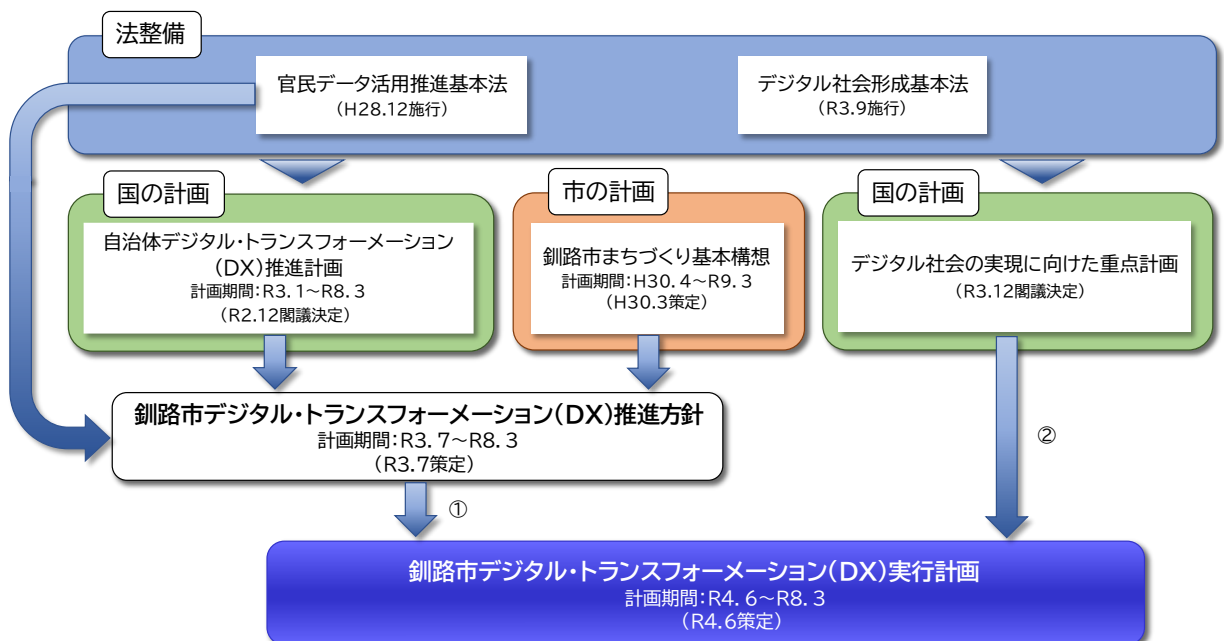 法整備
官民データ活用推進基本法
（H28.12施行）
デジタル社会形成基本法
（R3.9施行）
国の計画
自治体デジタル・トランスフォーメーション
（DX）推進計画
計画期間：R3．1～R8．3
（R2.12閣議決定）
市の計画
釧路市まちづくり基本構想
計画期間：H30．4～R9．3
（H30.3策定）
国の計画
デジタル社会の実現に向けた重点計画
（R3.12閣議決定）
釧路市デジタル・トランスフォーメーション（DX）推進方針
計画期間：R3．7～R8．3
（R3.7策定）
①
②
釧路市デジタル・トランスフォーメーション（DX）実行計画
計画期間：R4．6～R8．3
（R4.6策定）